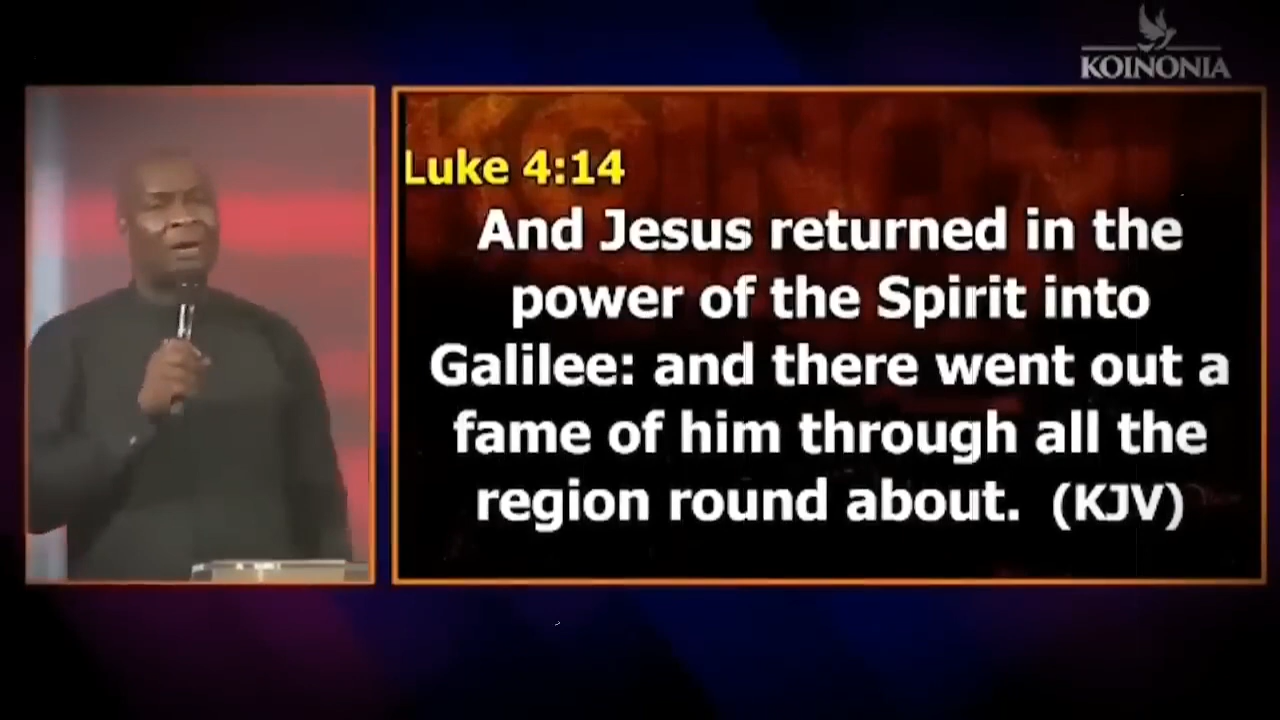 KOINONIA
Luke 4:14
And Jesus returned in the
power of the Spirit into
Galilee: and there went out a
fame of him through all the
region round about. (KJV)